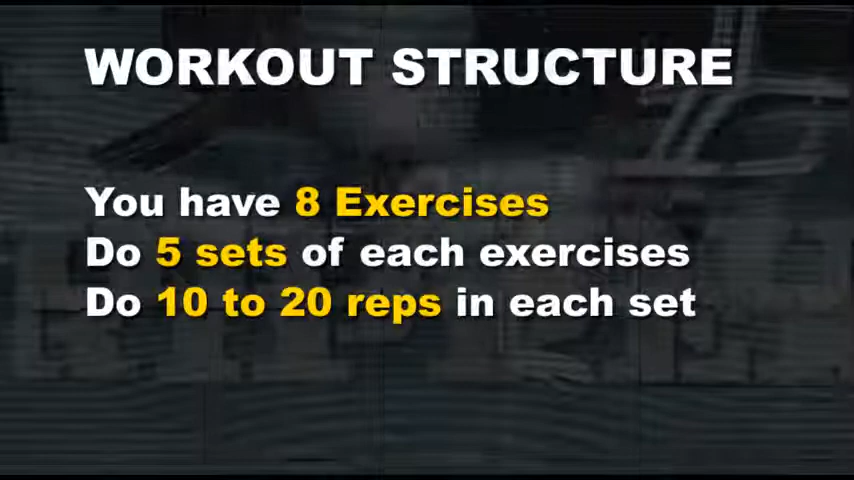 WORKOUT STRUCTURE
You have 8 Exercises
Do 5 sets of each exercises
Do 10 to 20 reps in each set